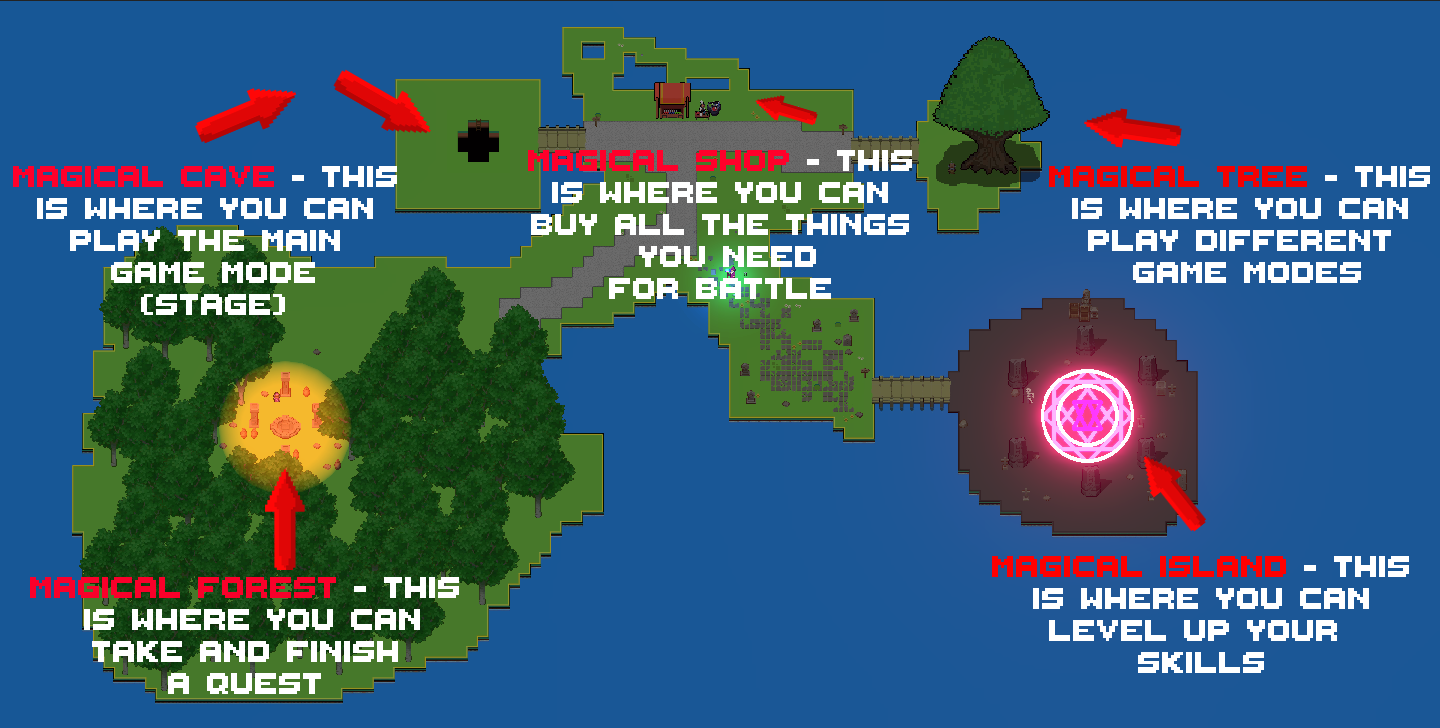 MAGICAL CAVE - THIS
IS WHERE YOU CAN
PLAY THE MAIN
GAME MODE
(STAGE)
MAGICAL SHOP - THIS
IS WHERE YOU CAN
BUY ALL THE THINGS
YOU NEED
FOR BATTLE
MAGICAL TREE - THIS
IS WHERE YOU CAN
PLAY DIFFERENT
GAME MODES
MAGICAL FOREST - THIS
IS WHERE YOU CAN
TAKE AND FINISH
A QUEST
MAGICAL ISLAND - THIS
IS WHERE YOU CAN
LEVEL UP YOUR
SKILLS